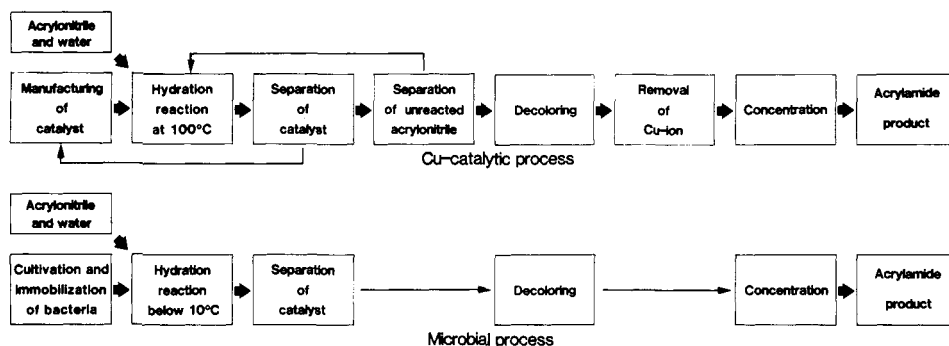 Acrylonitrile
and water
Manufacturing
of
catalyst
Hydration
reaction
at 100°C
Separation
of
catalyst
Separation
of unreacted
acrylonitrile
Decoloring
Removal
of
Cu-ion
Concentration
Acrylamide
product
Cu-catalytic process
Acrylonitrile
and water
Cultivation and
immobilization
of bacteria
Hydration
reaction
below 10°C
Separation
of
catalyst
Decoloring
Concentration
Acrylamide
product
Microbial process